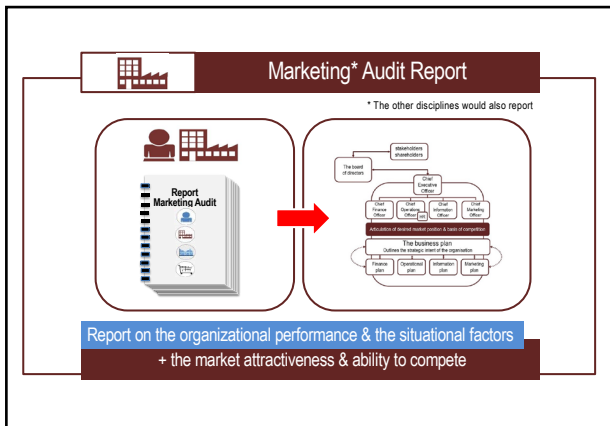 Marketing* Audit Report
* The other disciplines would also report
Report
Marketing Audit
stakeholders
shareholders
The board
of directors
Chief
Executive
Officer
Chief
Finance
Officer
Chief
Operations
Officer
Chief
Information
Officer
Chief
Marketing
Officer
Articulation of desired market position & basis of competition
The business plan
Outlines the strategic intent of the organisation
Finance
plan
Operational
plan
Information
plan
Marketing
plan
Report on the organizational performance & the situational factors
+ the market attractiveness & ability to compete